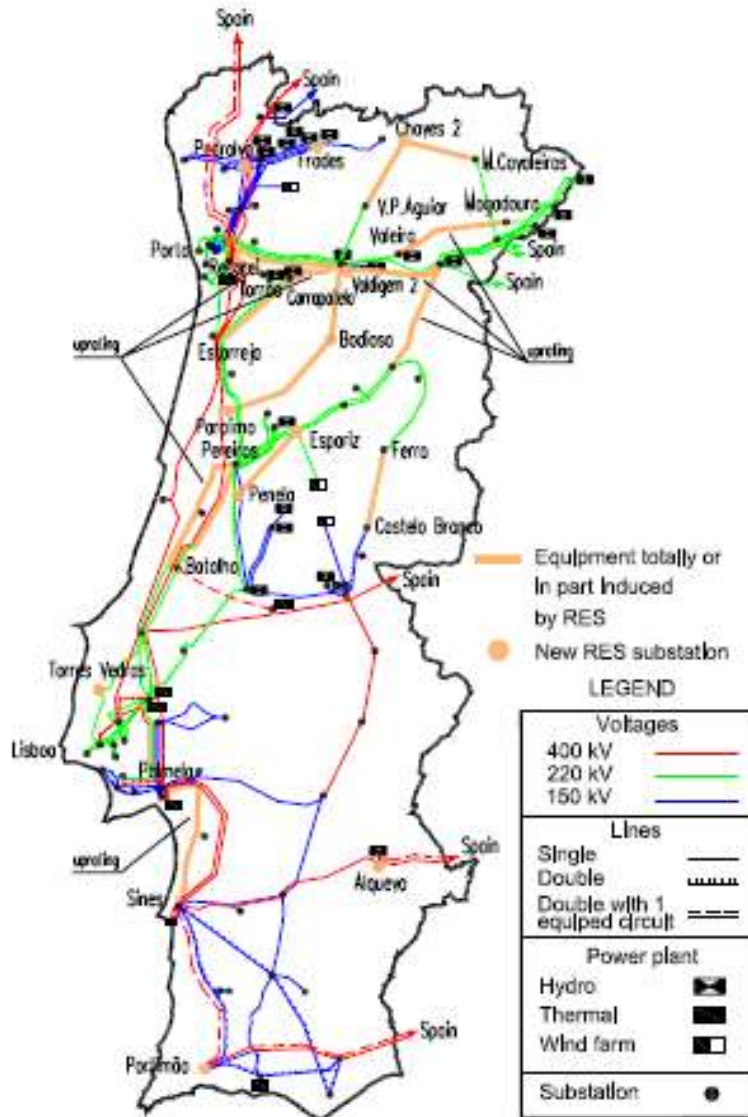 Spain
Spain
Pedralva
Frades
Chaves 2
M.Cavaleiros
V.P.Aguiar
Mogadouro
Valeira
Porto
Recarei
Spain
Torrão
Carrapatelo
Valdigem 2
Spain
uprating
Estarreja
Bodiosa
uprating
Paraimo
Pereiros
Espariz
Ferro
Penela
Castelo Branco
Batalha
Spain
Equipment totally or
in part induced
by RES
New RES substation
Torres Vedras
LEGEND
Voltages
400 kV
220 kV
150 kV
Lisboa
Palmela
Lines
Single
Double
Double with 1
equiped circuit
uprating
Spain
Alqueva
Sines
Power plant
Hydro
Thermal
Wind farm
Spain
Portimão
Substation